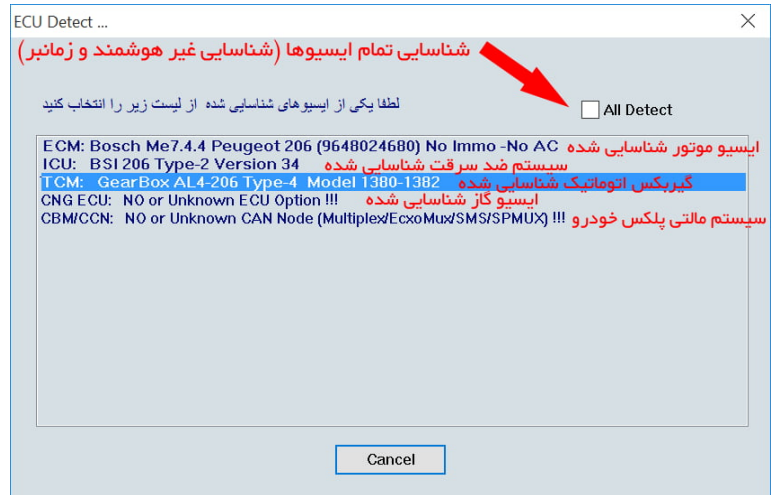 ECU Detect ...
شناسایی تمام ایسیوها (شناسایی غیر هوشمند و زمانبر)
لطفا یکی از ایسیو های شناسایی شده از لیست زیر را انتخاب کنید
All Detect
ECM: Bosch Me7.4.4 Peugeot 206 (9648024680) No Immo -No AC ایسیو موتور شناسایی شده
ICU: BSI 206 Type-2 Version 34 سیستم ضد سرقت شناسایی شده
TCM: GearBox AL4-206 Type-4 Model 1380-1382 گیربکس اتوماتیک شناسایی شده
CNG ECU: NO or Unknown ECU Option !!! ایسیو گاز شناسایی شده
CBM/CCN: NO or Unknown CAN Node (Multiplex/EcxoMux/SMS/SPMUX) !!! سیستم مالتی پلکس خودرو
Cancel